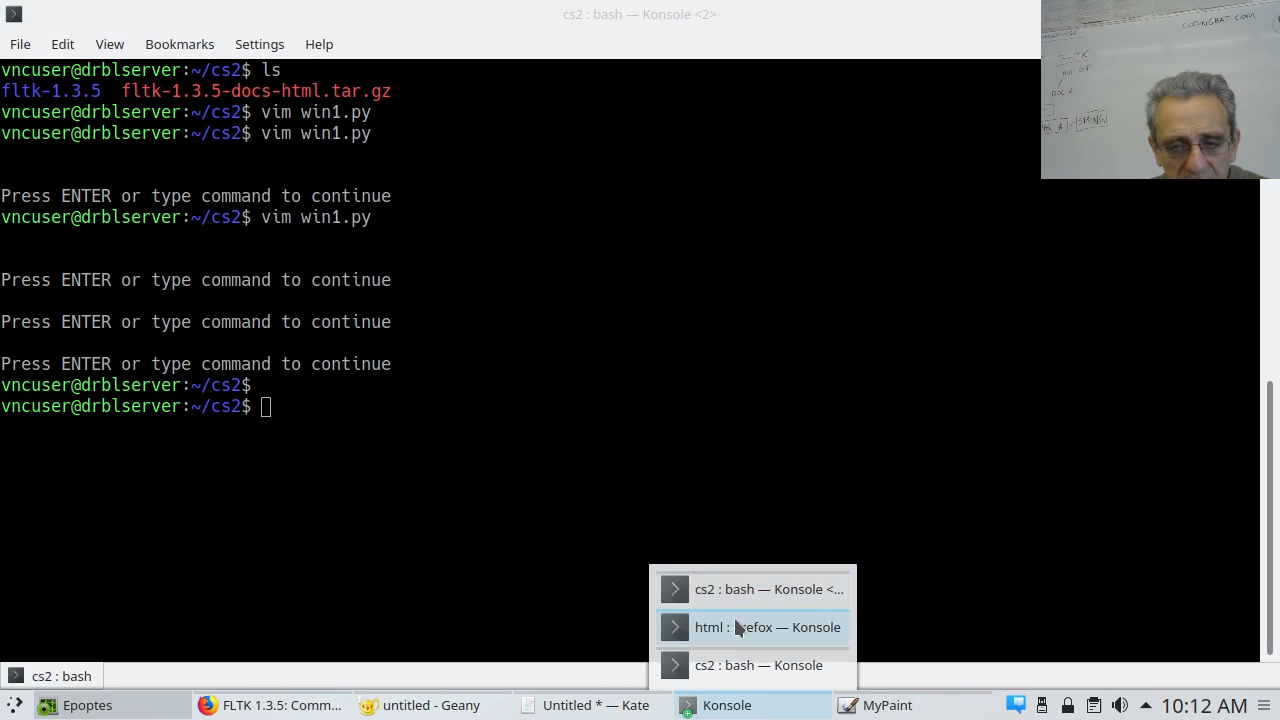 cs2 : bash — Konsole <2>
File Edit View Bookmarks Settings Help
CODINGBAT.COM
vncuser@drblserver:~/cs2$ ls
fltk-1.3.5  fltk-1.3.5-docs-html.tar.gz
vncuser@drblserver:~/cs2$ vim win1.py
vncuser@drblserver:~/cs2$ vim win1.py
Press ENTER or type command to continue
vncuser@drblserver:~/cs2$ vim win1.py
Press ENTER or type command to continue
Press ENTER or type command to continue
Press ENTER or type command to continue
vncuser@drblserver:~/cs2$
vncuser@drblserver:~/cs2$
cs2 : bash — Konsole <...
html : efox — Konsole
cs2 : bash — Konsole
cs2 : bash
Epoptes
FLTK 1.3.5: Comm...
untitled - Geany
Untitled * — Kate
Konsole
MyPaint
10:12 AM